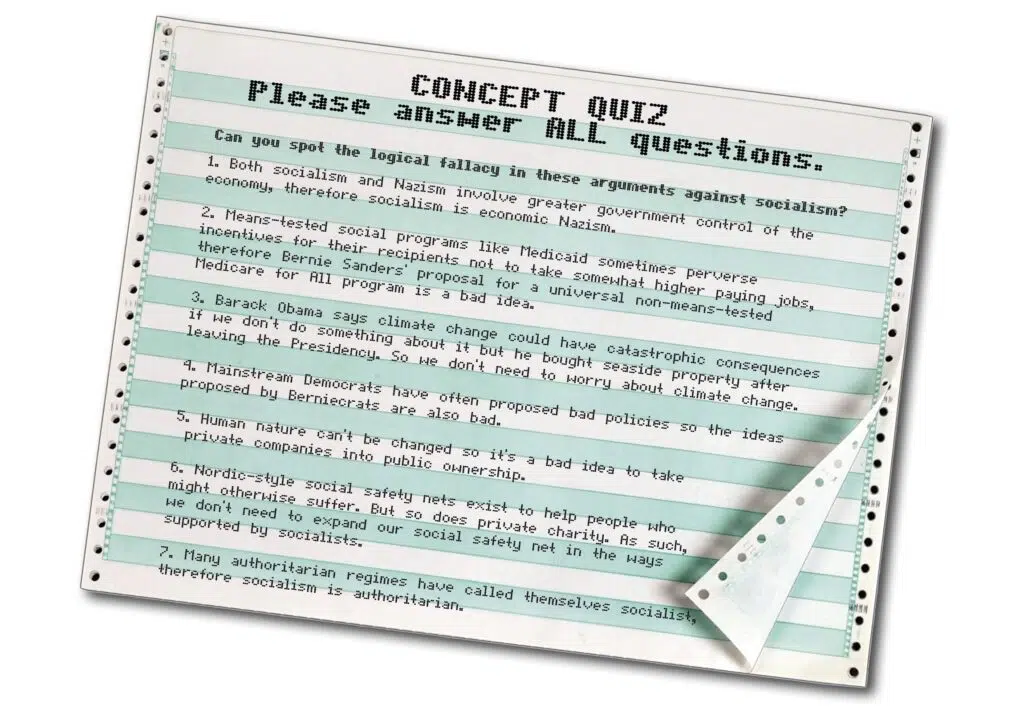 CONCEPT QUIZ
Please answer ALL questions.
Can you spot the logical fallacy in these arguments against socialism?
1. Both socialism and Nazism involve greater government control of the
economy, therefore socialism is economic Nazism.
2. Means-tested social programs like Medicaid sometimes perverse
incentives for their recipients not to take somewhat higher paying jobs,
therefore Bernie Sanders' proposal for a universal non-means-tested
Medicare for All program is a bad idea.
3. Barack Obama says climate change could have catastrophic consequences
if we don't do something about it but he bought seaside property after
leaving the Presidency. So we don't need to worry about climate change.
4. Mainstream Democrats have often proposed bad policies so the ideas
proposed by Berniecrats are also bad.
5. Human nature can't be changed so it's a bad idea to take
private companies into public ownership.
6. Nordic-style social safety nets exist to help people who
might otherwise suffer. But so does private charity. As such,
we don't need to expand our social safety net in the ways
supported by socialists.
7. Many authoritarian regimes have called themselves socialist,
therefore socialism is authoritarian.